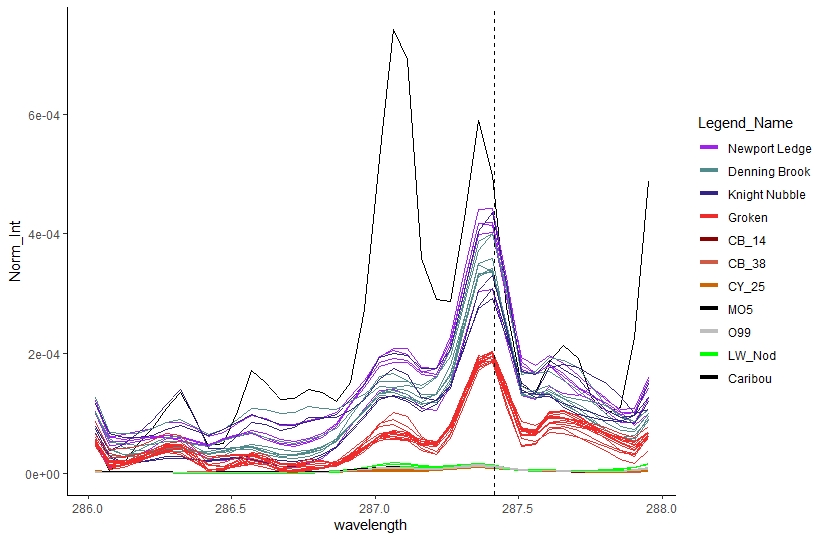 6e-04
4e-04
2e-04
0e+00
Norm_Int
286.0 286.5 287.0 287.5 288.0
wavelength
Legend_Name
Newport Ledge
Denning Brook
Knight Nubble
Groken
CB_14
CB_38
CY_25
MO5
O99
LW_Nod
Caribou